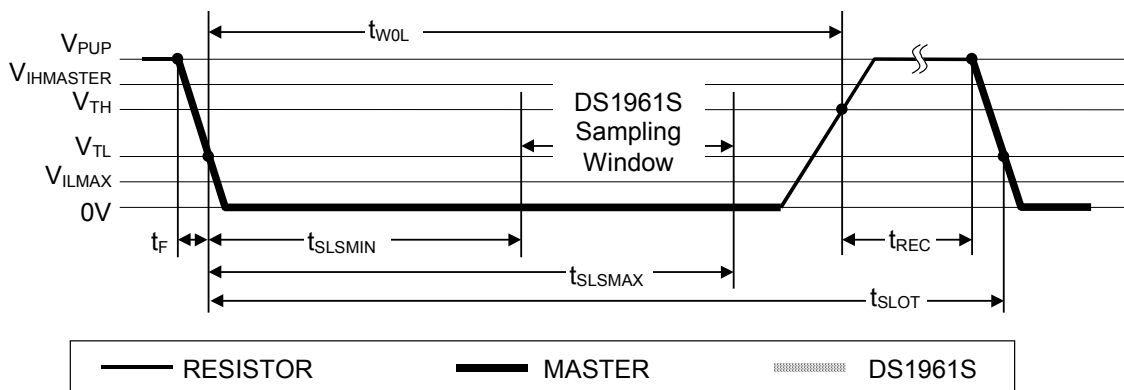 tW0L
VPUP
VIHMASTER
VTH
VTL
VILMAX
0V
DS1961S
Sampling
Window
tF
tSLSMIN
tREC
tSLSMAX
tSLOT
RESISTOR
MASTER
DS1961S